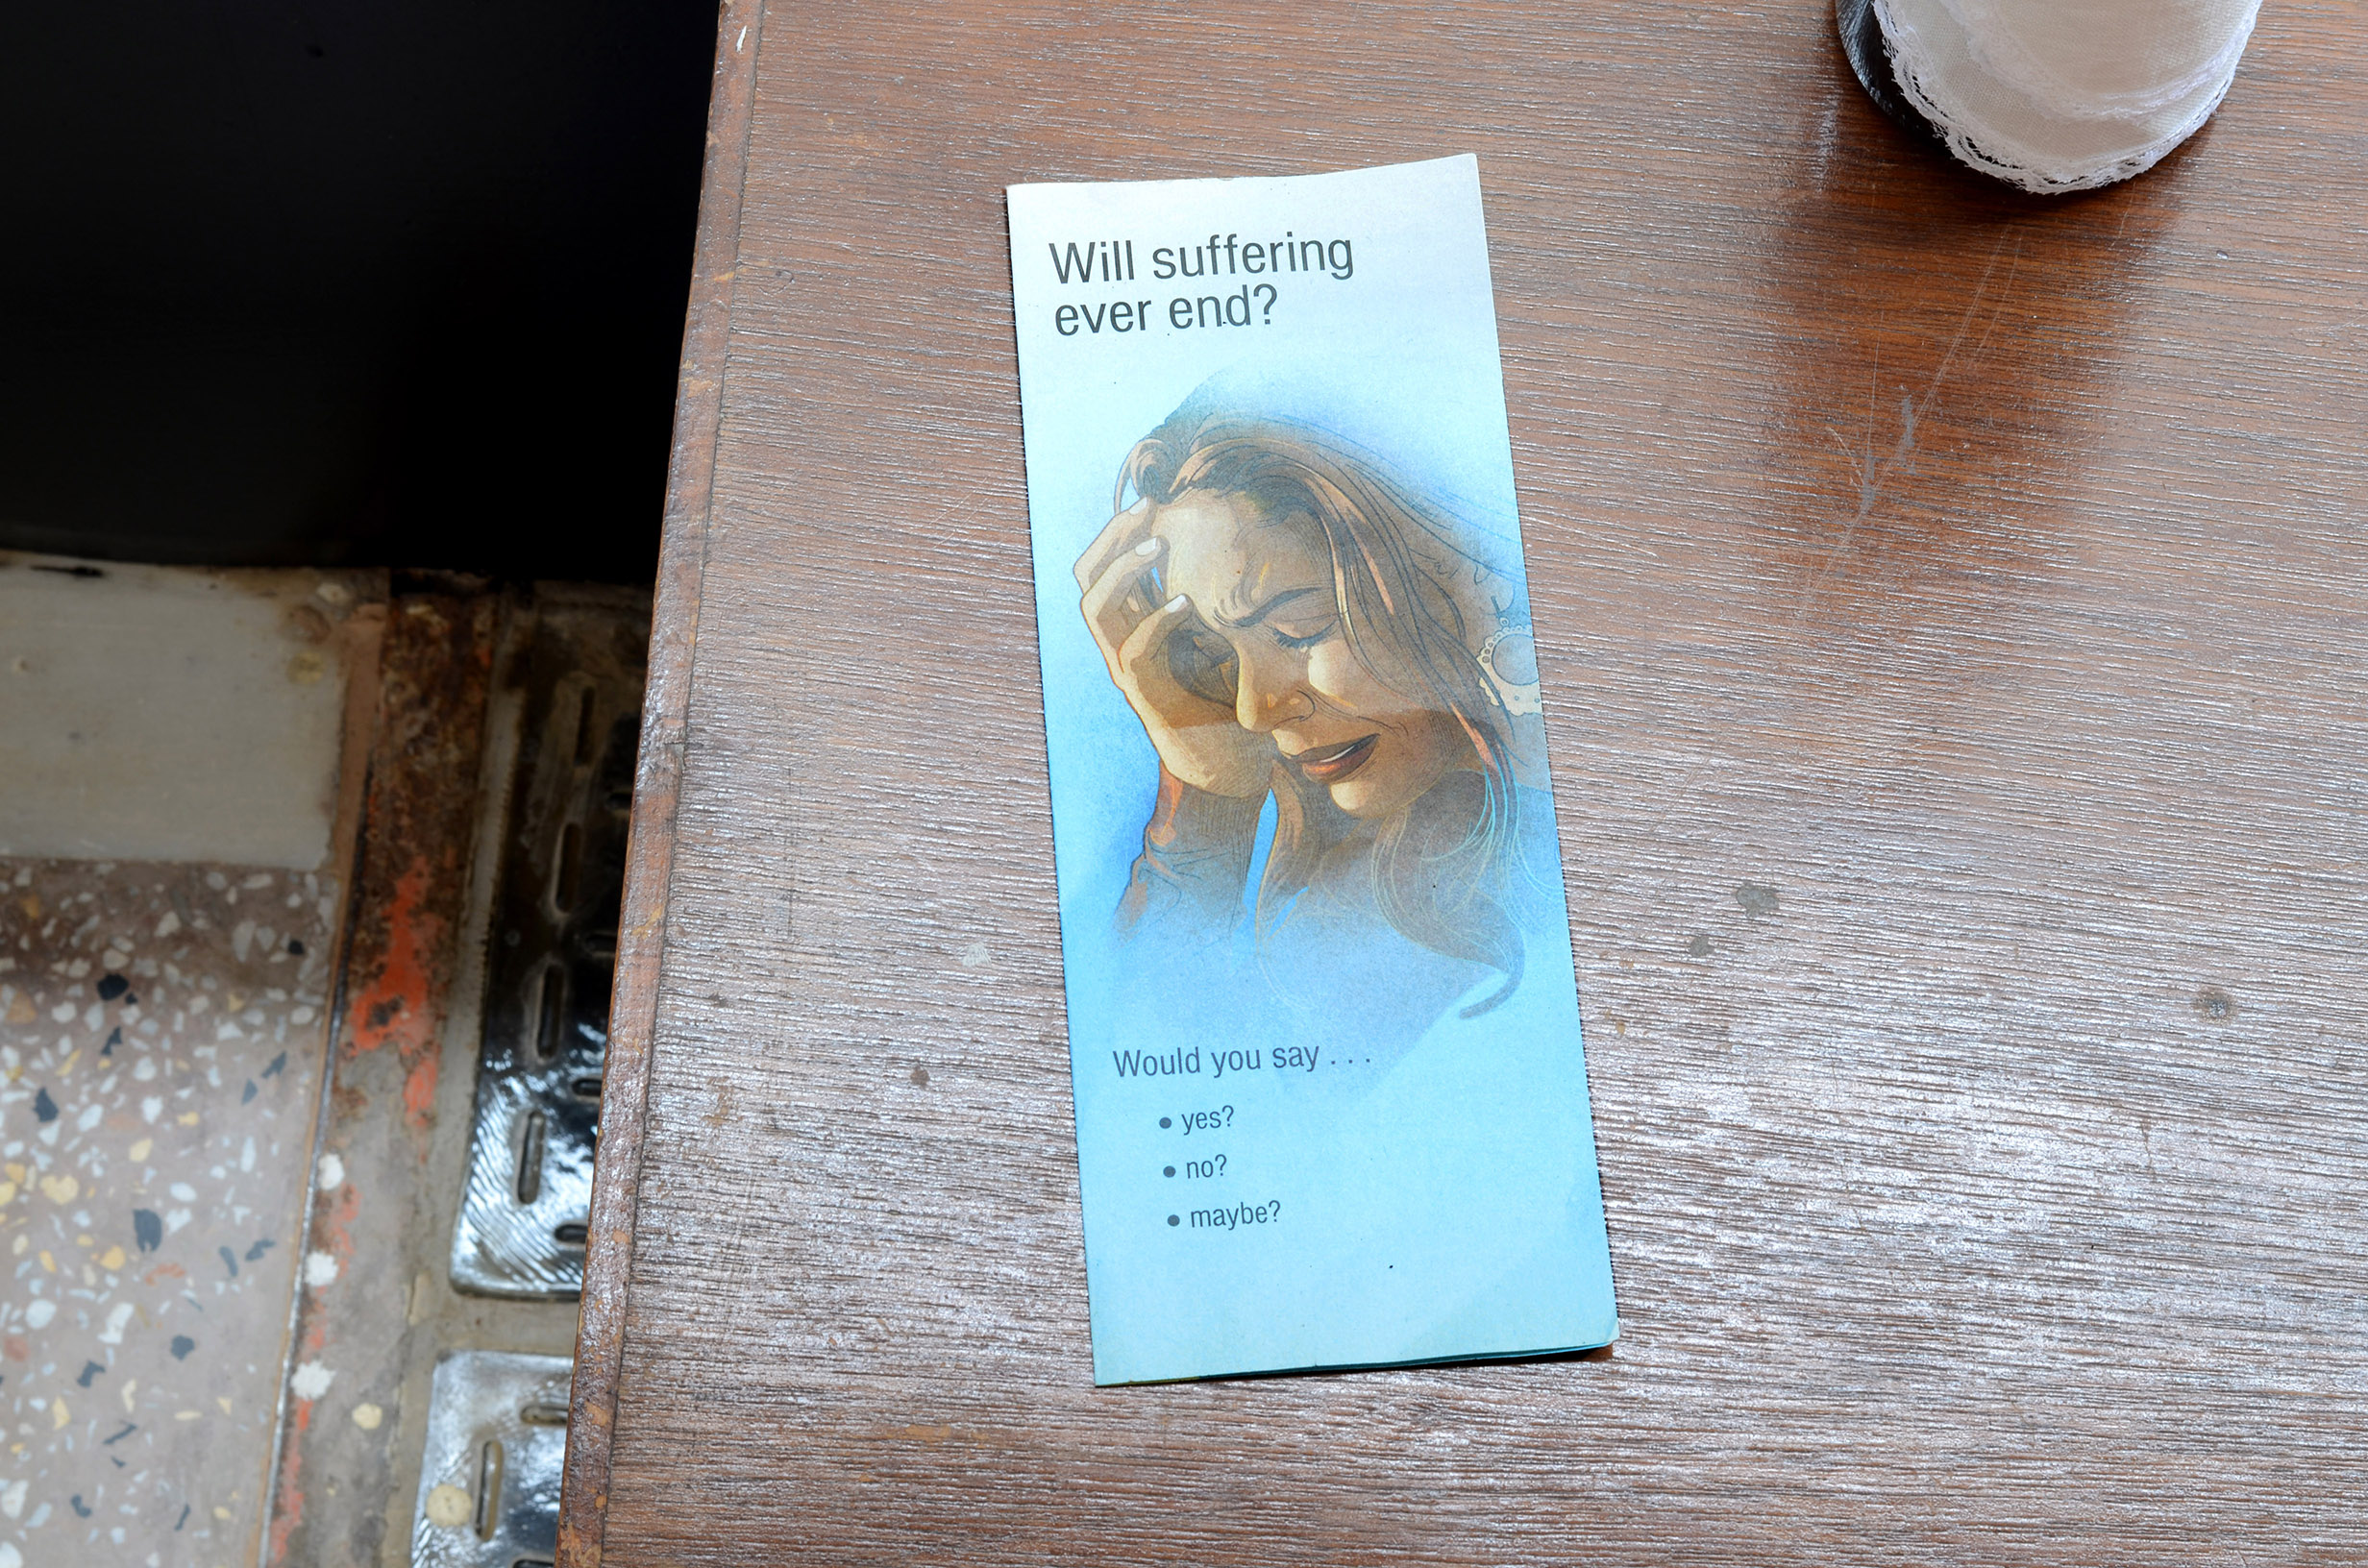 Will suffering
ever end?
Would you say . . .
• yes?
• no?
• maybe?